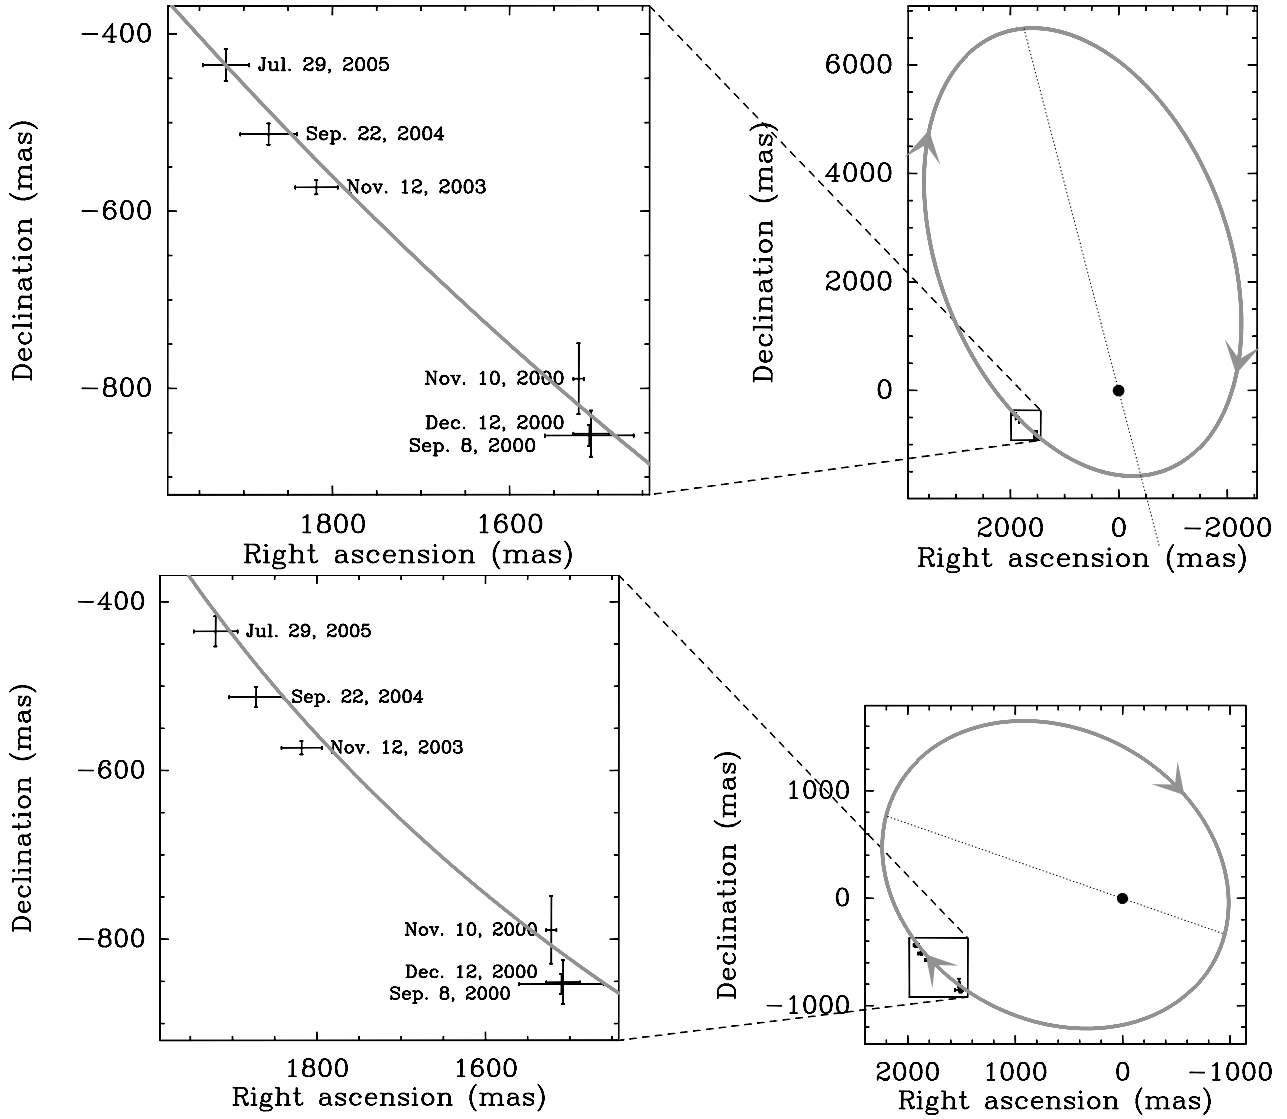 −400
−600
−800
Declination (mas)
Jul. 29, 2005
Sep. 22, 2004
Nov. 12, 2003
Nov. 10, 2000
Dec. 12, 2000
Sep. 8, 2000
1800 1600
Right ascension (mas)
6000
4000
2000
0
Declination (mas)
2000 0 −2000
Right ascension (mas)
−400
−600
−800
Declination (mas)
Jul. 29, 2005
Sep. 22, 2004
Nov. 12, 2003
Nov. 10, 2000
Dec. 12, 2000
Sep. 8, 2000
1800 1600
Right ascension (mas)
1000
0
−1000
Declination (mas)
2000 1000 0 −1000
Right ascension (mas)